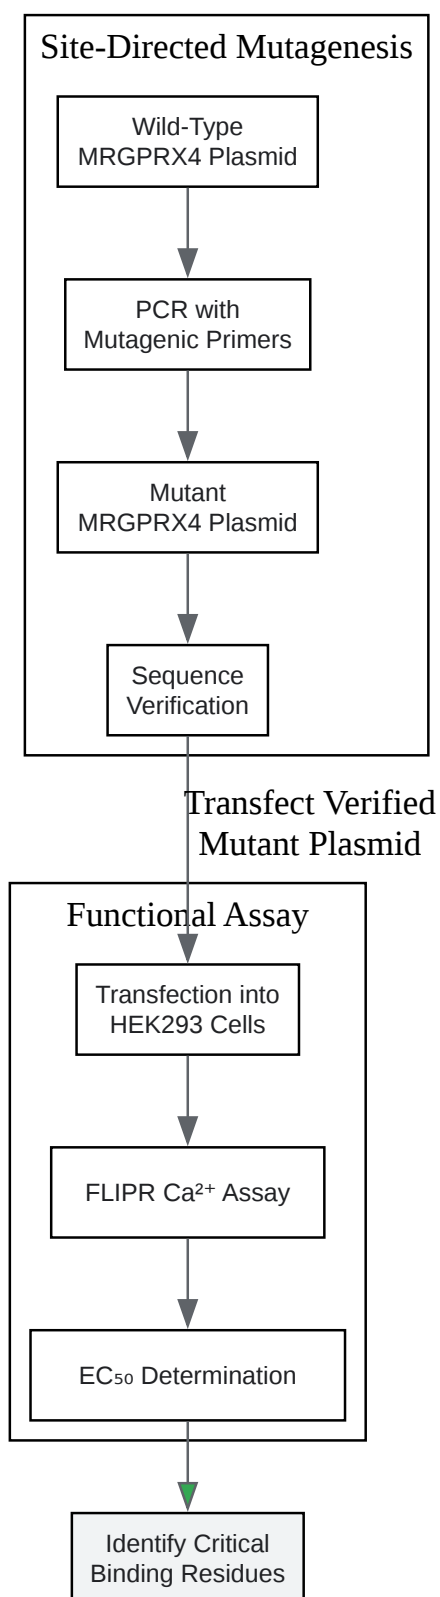 Site-Directed Mutagenesis
Wild-Type
MRGPRX4 Plasmid
PCR with
Mutagenic Primers
Mutant
MRGPRX4 Plasmid
Sequence
Verification
Transfect Verified
Mutant Plasmid
Functional Assay
Transfection into
HEK293 Cells
FLIPR Ca²⁺ Assay
EC₅₀ Determination
Identify Critical
Binding Residues